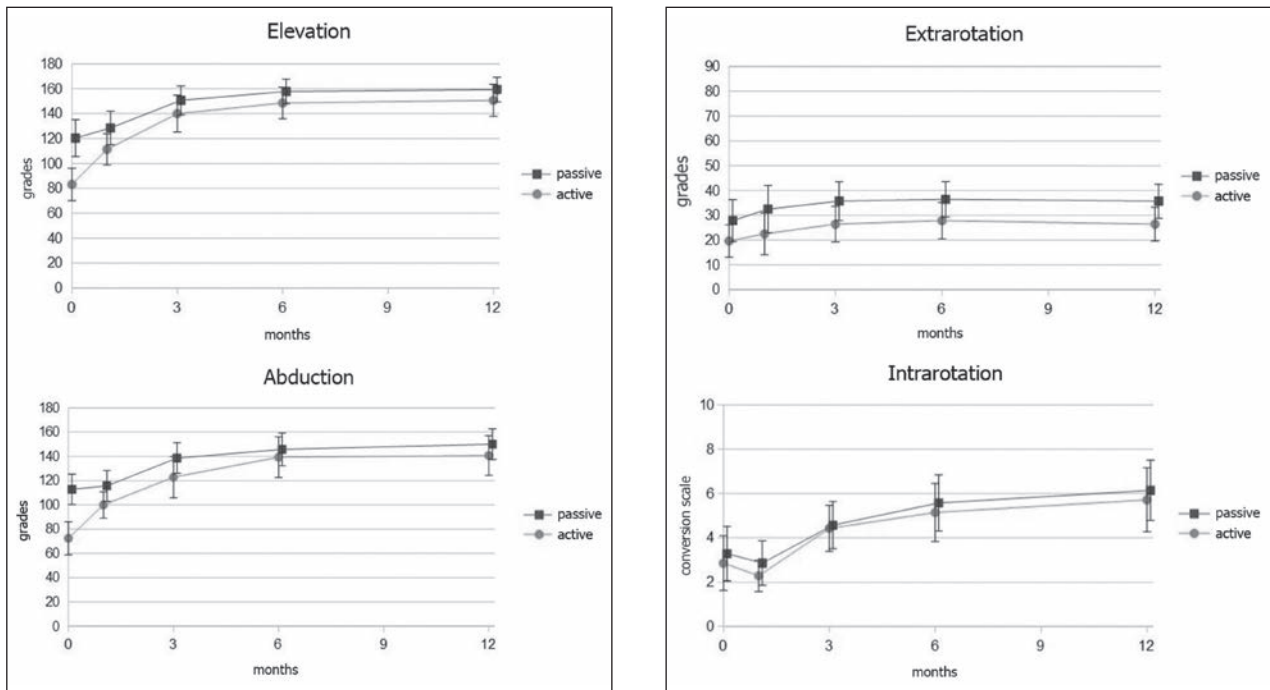 Elevation
180
160
140
120
100
80
60
40
20
0
grades
0 3 6 9 12
months
passive
active
Abduction
180
160
140
120
100
80
60
40
20
0
grades
0 3 6 9 12
months
passive
active
Extrarotation
90
80
70
60
50
40
30
20
10
0
grades
0 3 6 9 12
months
passive
active
Intrarotation
10
8
6
4
2
0
conversion scale
0 3 6 9 12
months
passive
active